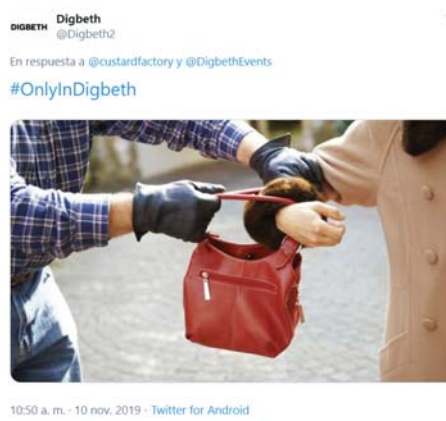 DIGBETH
Digbeth
@Digbeth2
En respuesta a @custardfactory y @DigbethEvents
#OnlyInDigbeth
10:50 a. m. · 10 nov. 2019 · Twitter for Android